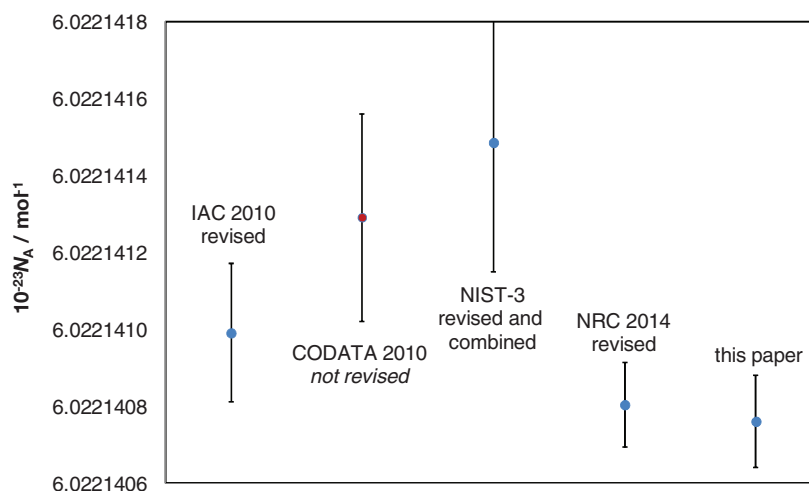 6.0221418
6.0221416
6.0221414
6.0221412
6.0221410
6.0221408
6.0221406
10⁻²³N_A / mol⁻¹
IAC 2010
revised
CODATA 2010
not revised
NIST-3
revised and
combined
NRC 2014
revised
this paper